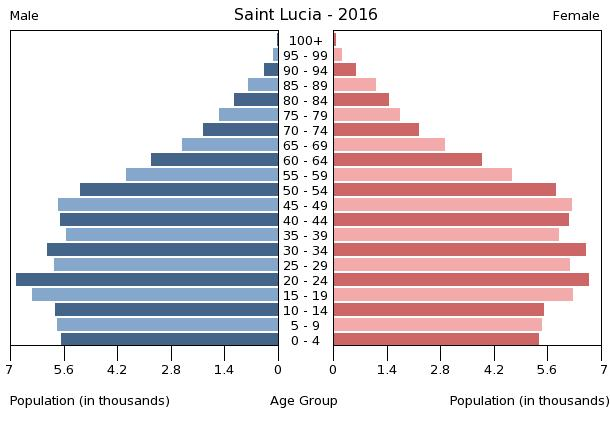 Saint Lucia - 2016
Male
Female
100+
95 - 99
90 - 94
85 - 89
80 - 84
75 - 79
70 - 74
65 - 69
60 - 64
55 - 59
50 - 54
45 - 49
40 - 44
35 - 39
30 - 34
25 - 29
20 - 24
15 - 19
10 - 14
5 - 9
0 - 4
7 5.6 4.2 2.8 1.4 0 0 1.4 2.8 4.2 5.6 7
Population (in thousands) Age Group Population (in thousands)